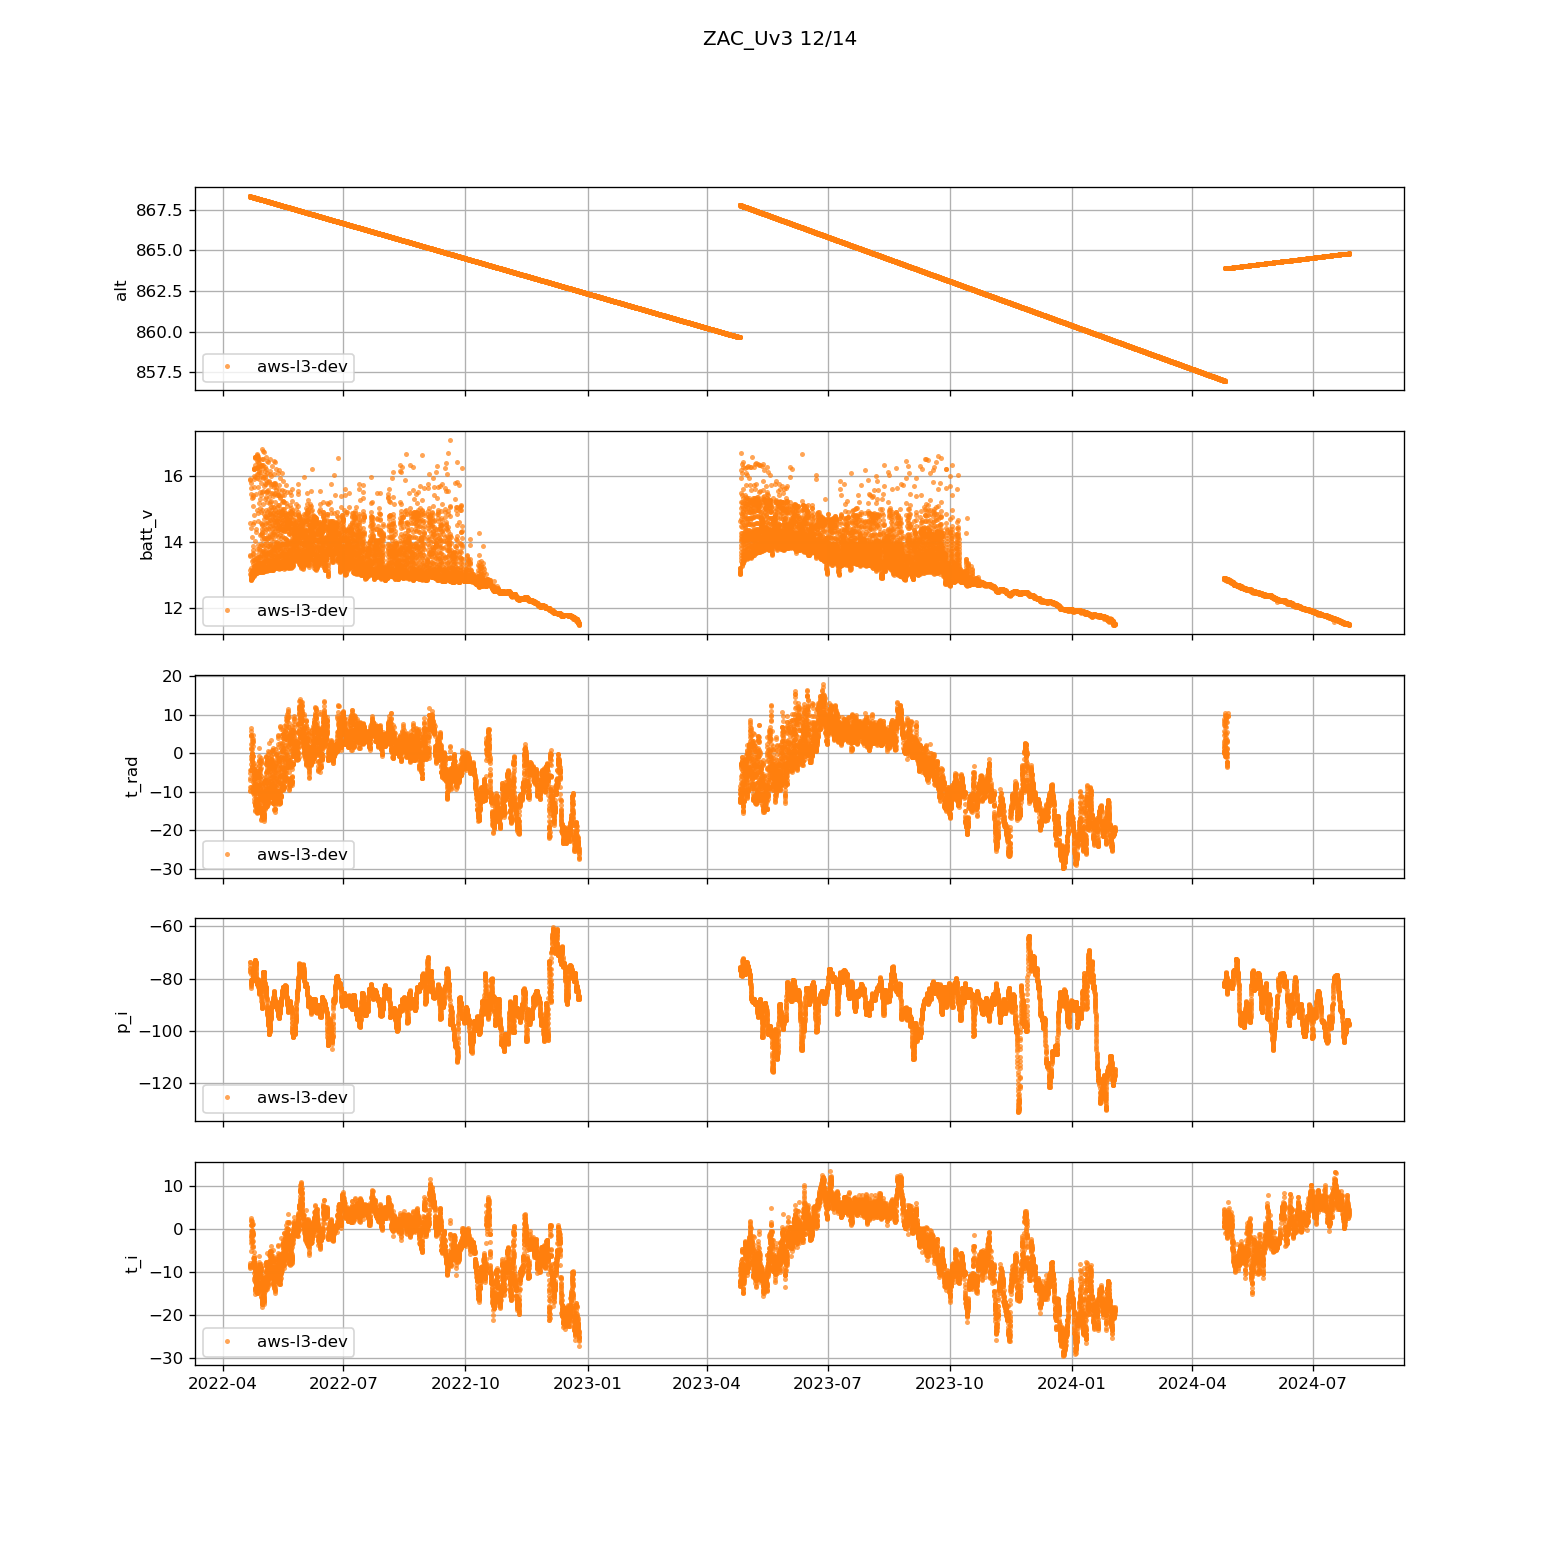 ZAC_Uv3 12/14
alt
867.5
865.0
862.5
860.0
857.5
aws-l3-dev
batt_v
16
14
12
aws-l3-dev
t_rad
20
10
0
−10
−20
−30
aws-l3-dev
p_i
−60
−80
−100
−120
aws-l3-dev
t_i
10
0
−10
−20
−30
aws-l3-dev
2022-04 2022-07 2022-10 2023-01 2023-04 2023-07 2023-10 2024-01 2024-04 2024-07